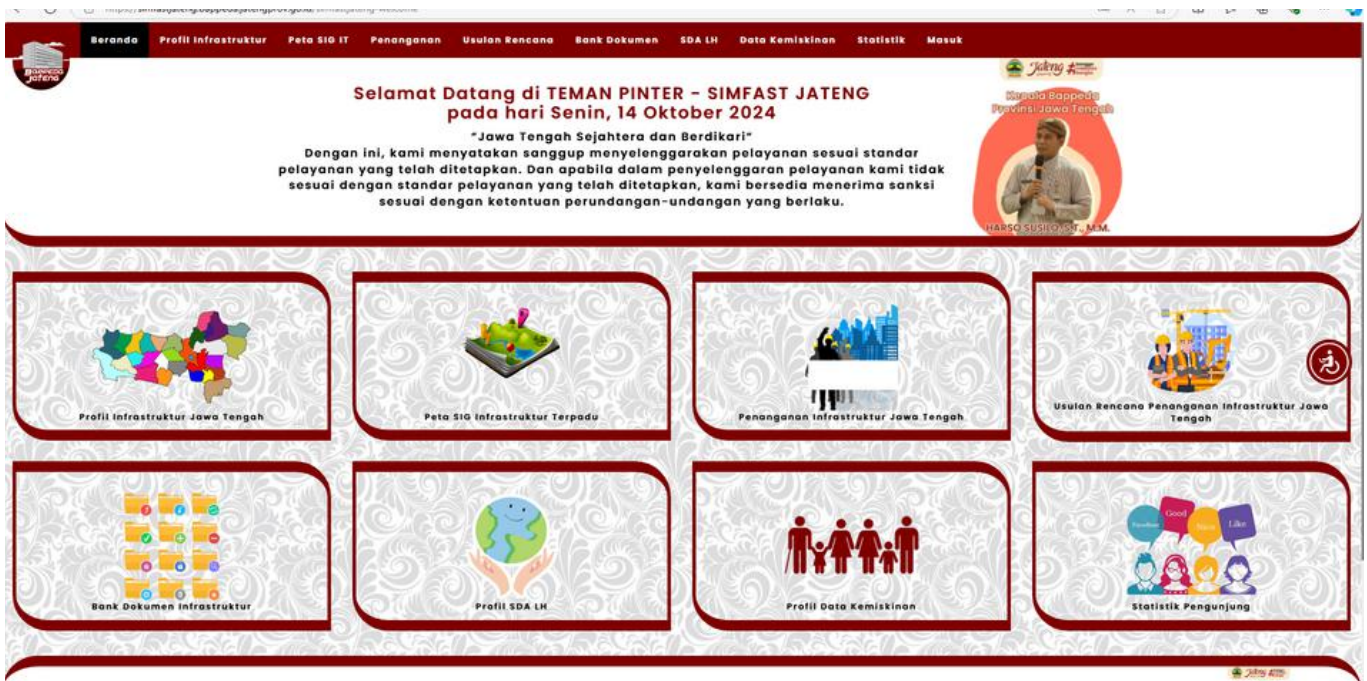 Beranda Profil Infrastruktur Peta SIG IT Penanganan Usulan Rencana Bank Dokumen SDA LH Data Kemiskinan Statistik Masuk
BAPPEDA
Jateng
Selamat Datang di TEMAN PINTER - SIMFAST JATENG
pada hari Senin, 14 Oktober 2024
"Jawa Tengah Sejahtera dan Berdikari"
Dengan ini, kami menyatakan sanggup menyelenggarakan pelayanan sesuai standar
pelayanan yang telah ditetapkan. Dan apabila dalam penyelenggaran pelayanan kami tidak
sesuai dengan standar pelayanan yang telah ditetapkan, kami bersedia menerima sanksi
sesuai dengan ketentuan perundangan-undangan yang berlaku.
Jateng
Kepala Bappeda
Provinsi Jawa Tengah
HARSO SUSILO, S.T., M.M.
Profil Infrastruktur Jawa Tengah
Peta SIG Infrastruktur Terpadu
Penanganan Infrastruktur Jawa Tengah
Usulan Rencana Penanganan Infrastruktur Jawa
Tengah
Bank Dokumen Infrastruktur
Profil SDA LH
Profil Data Kemiskinan
Good
Nice
Like
Statistik Pengunjung
Jateng